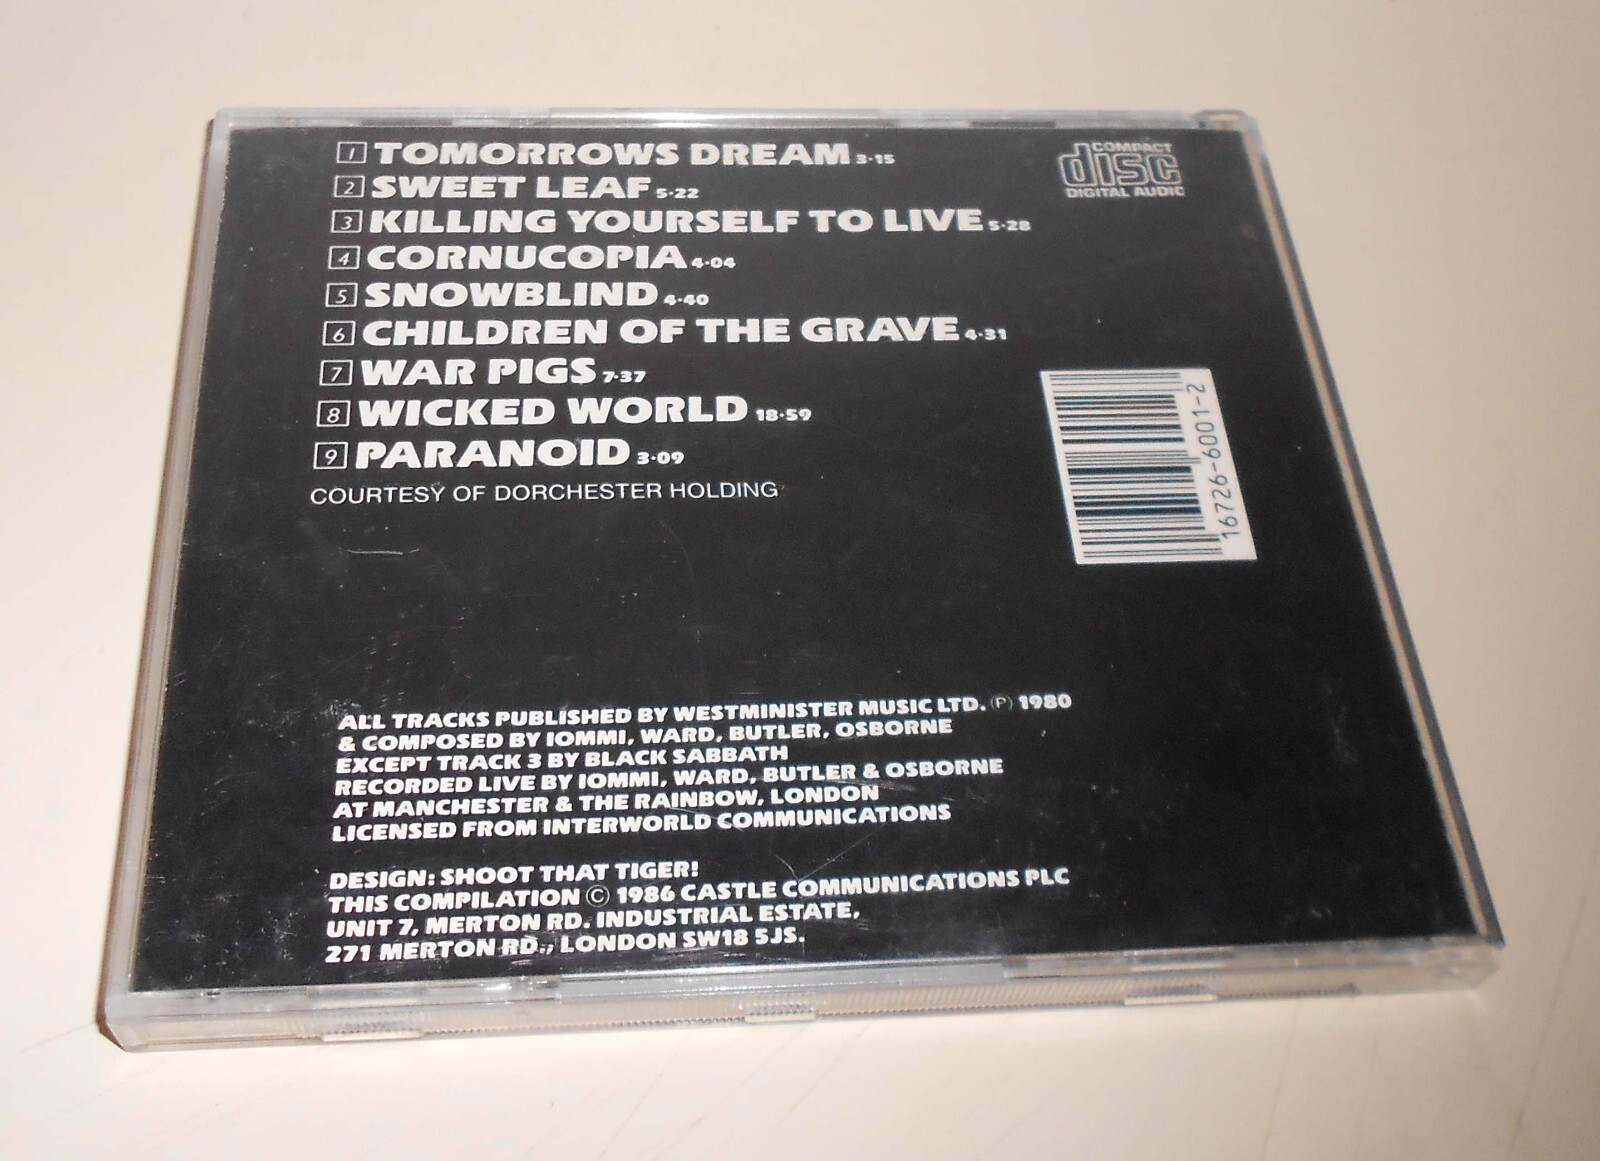 1 TOMORROWS DREAM 3·15
2 SWEET LEAF 5·22
3 KILLING YOURSELF TO LIVE 5·28
4 CORNUCOPIA 4·04
5 SNOWBLIND 4·40
6 CHILDREN OF THE GRAVE 4·31
7 WAR PIGS 7·37
8 WICKED WORLD 18·59
9 PARANOID 3·09
COURTESY OF DORCHESTER HOLDING
COMPACT
disc
DIGITAL AUDIO
16726-6001-2
ALL TRACKS PUBLISHED BY WESTMINISTER MUSIC LTD. Ⓟ 1980
& COMPOSED BY IOMMI, WARD, BUTLER, OSBORNE
EXCEPT TRACK 3 BY BLACK SABBATH
RECORDED LIVE BY IOMMI, WARD, BUTLER & OSBORNE
AT MANCHESTER & THE RAINBOW, LONDON
LICENSED FROM INTERWORLD COMMUNICATIONS
DESIGN: SHOOT THAT TIGER!
THIS COMPILATION © 1986 CASTLE COMMUNICATIONS PLC
UNIT 7, MERTON RD. INDUSTRIAL ESTATE,
271 MERTON RD., LONDON SW18 5JS.